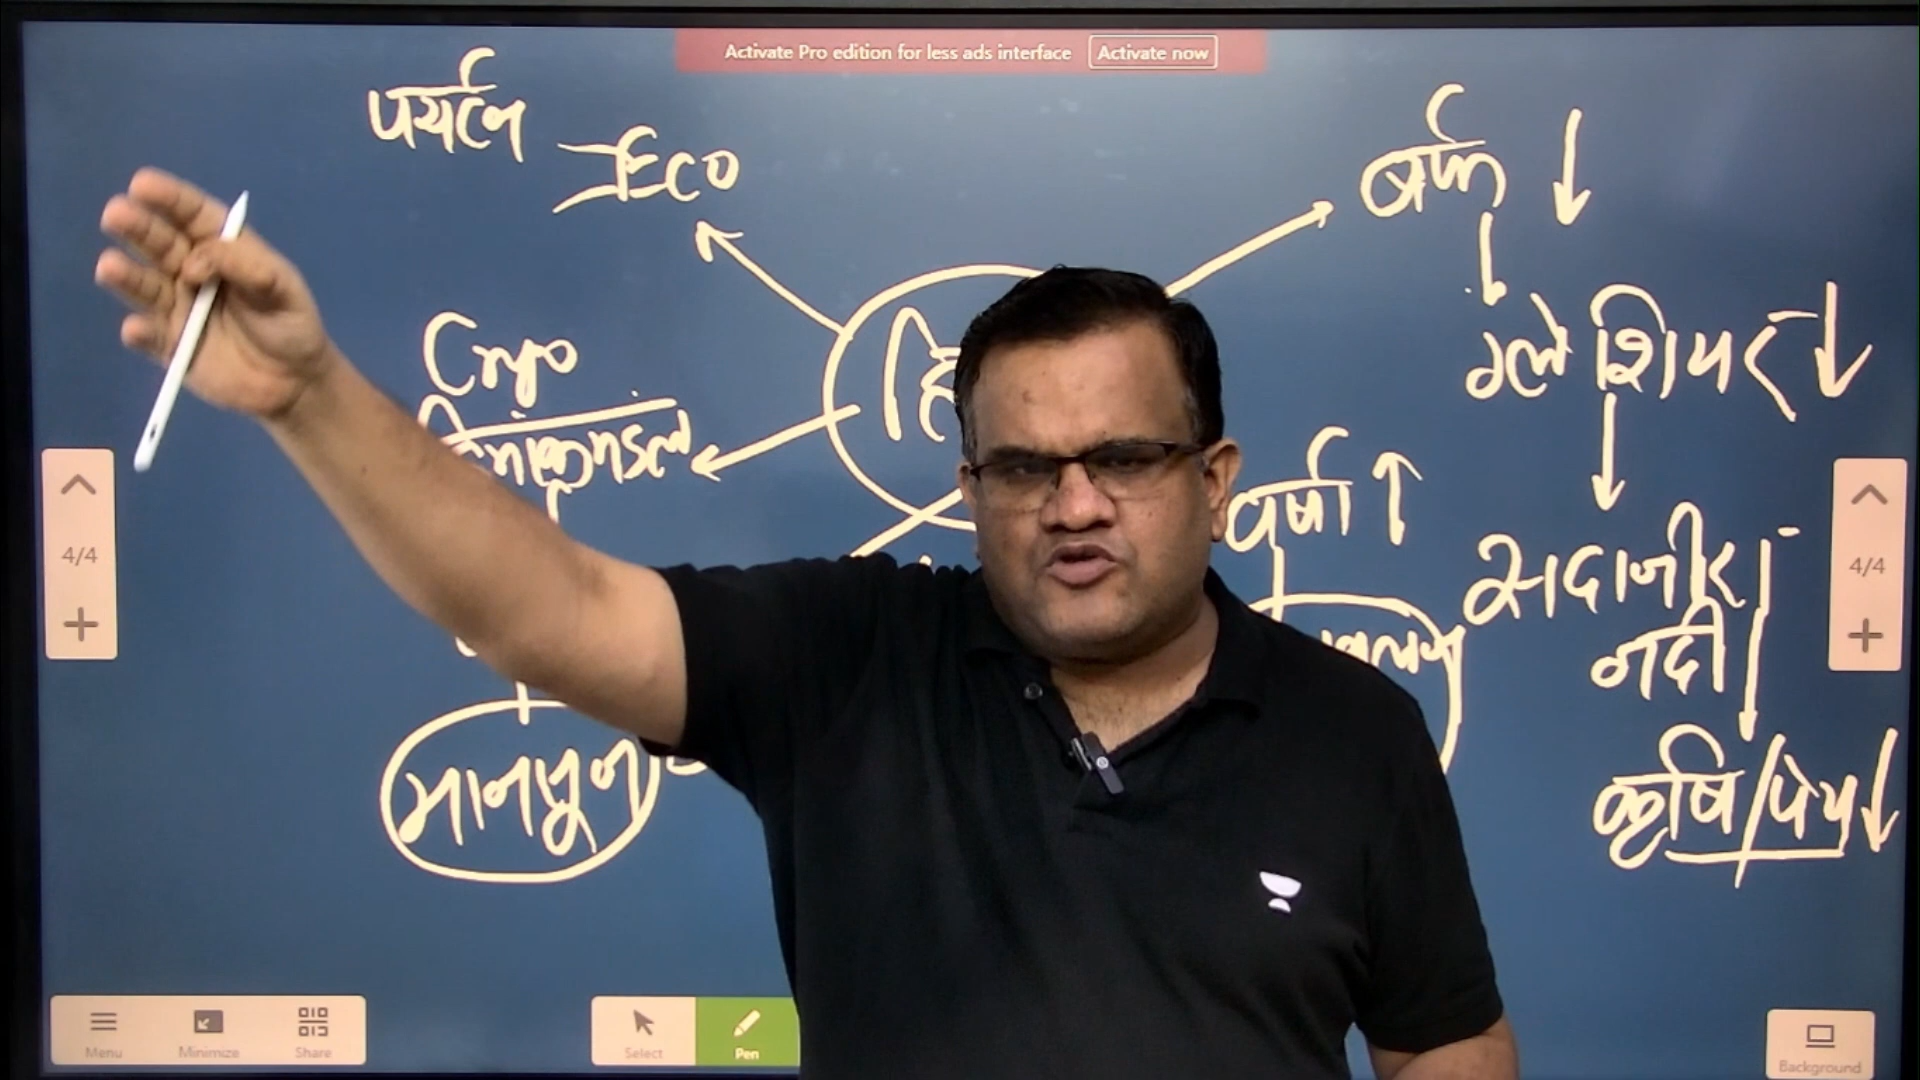 Activate Pro edition for less ads interface Activate now
पर्यटन
Eco
बर्फ ↓
ग्लेशियर ↓
Cryo
हि
वर्षा ↑
सदानीरा
नदी
मानसून
कृषि/पेय ↓
4/4
4/4
Menu
Minimize
Share
Select
Pen
Background